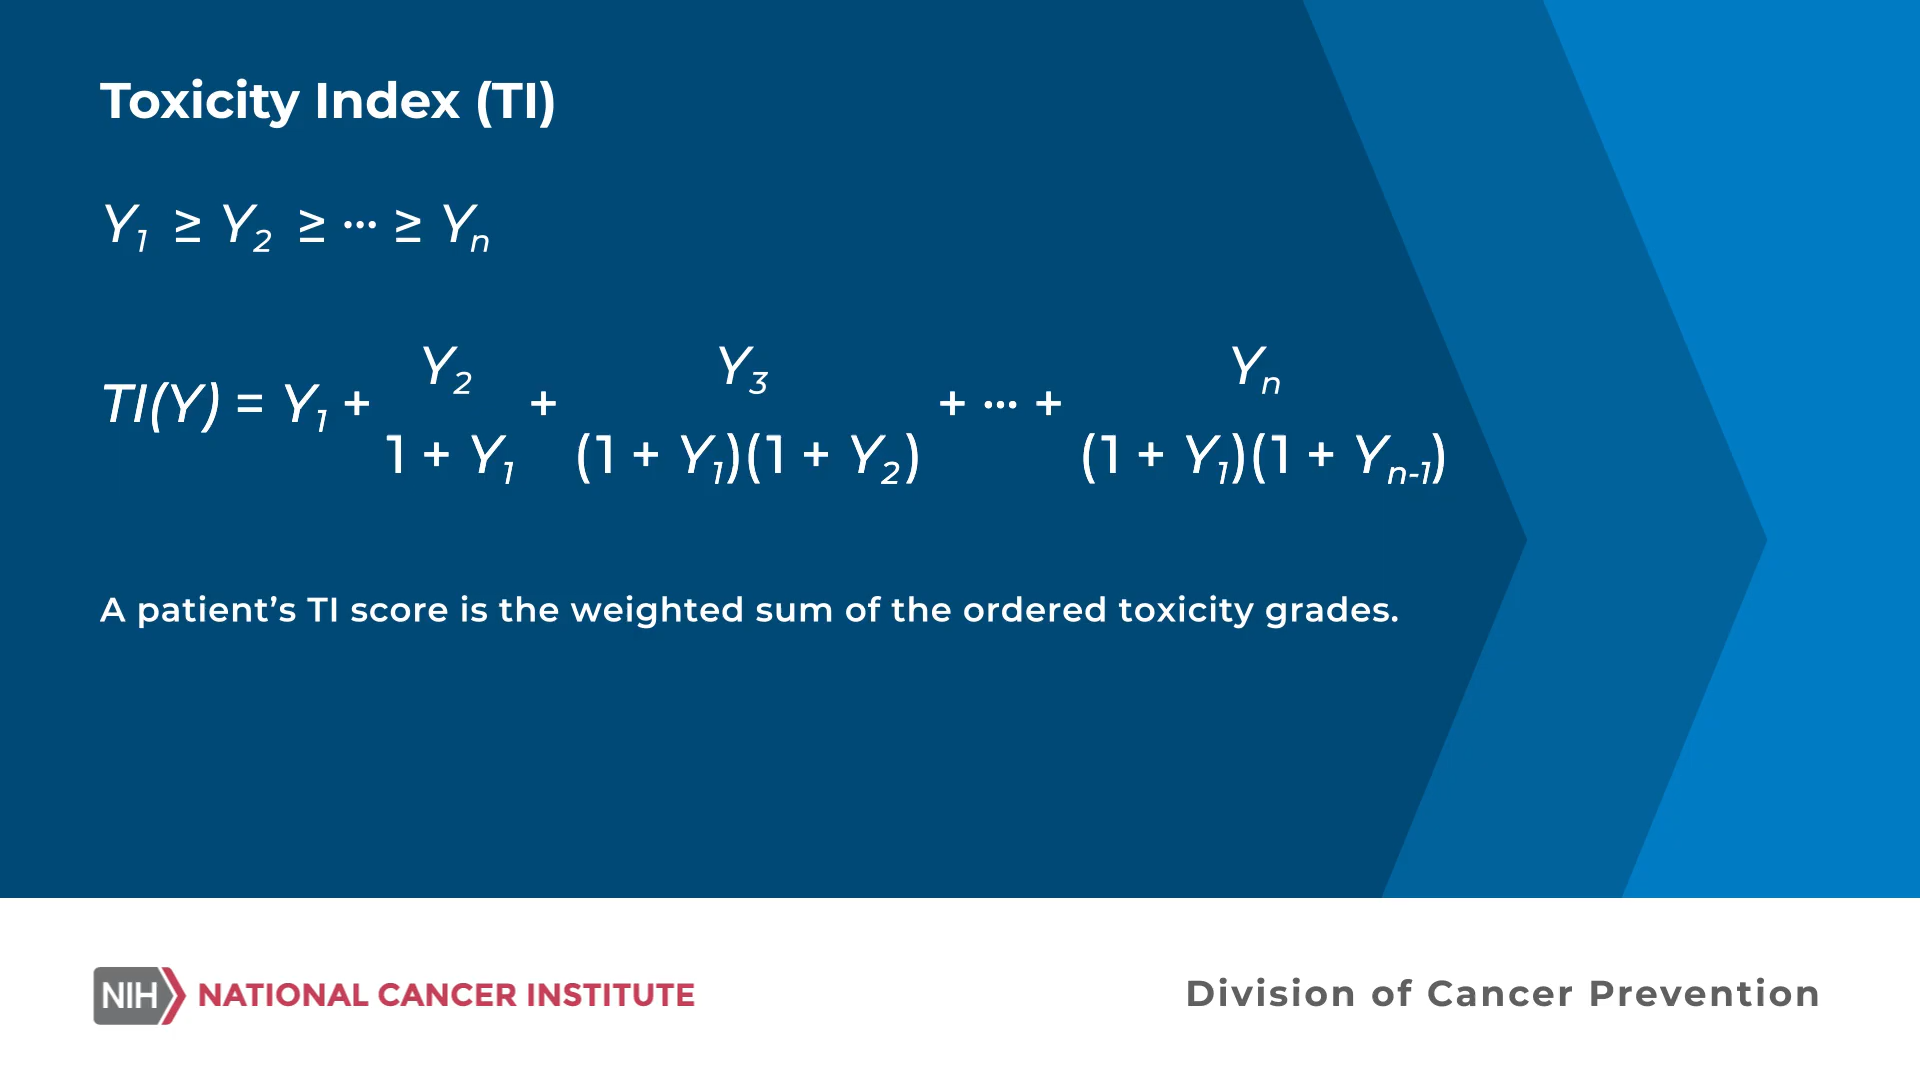 Toxicity Index (TI)
Y₁ ≥ Y₂ ≥ ··· ≥ Yₙ
Y₂ Y₃ Yₙ
TI(Y) = Y₁ + + + ··· +
1 + Y₁ (1 + Y₁)(1 + Y₂) (1 + Y₁)(1 + Yₙ₋₁)
A patient’s TI score is the weighted sum of the ordered toxicity grades.
NIH NATIONAL CANCER INSTITUTE
Division of Cancer Prevention